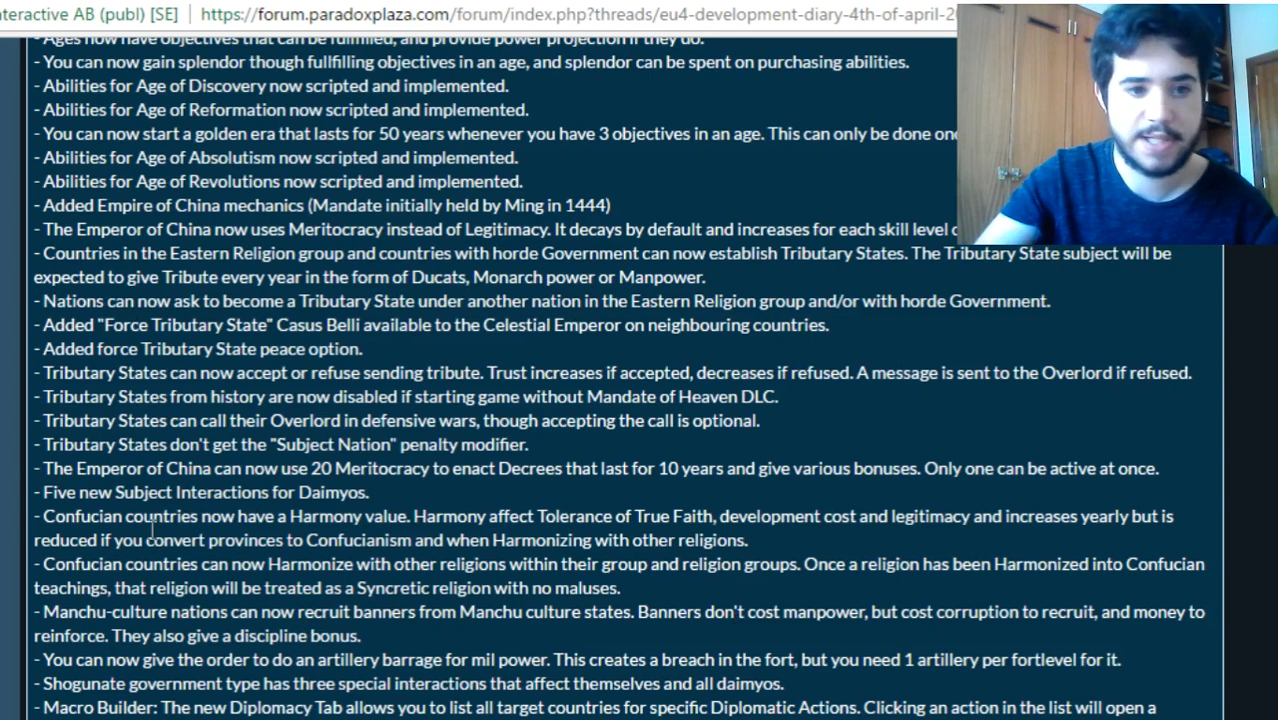 nteractive AB (publ) [SE] https://forum.paradoxplaza.com/forum/index.php?threads/eu4-development-diary-4th-of-april-2
- Ages now have objectives that can be fulfilled, and provide power projection if they do.
- You can now gain splendor though fullfilling objectives in an age, and splendor can be spent on purchasing abilities.
- Abilities for Age of Discovery now scripted and implemented.
- Abilities for Age of Reformation now scripted and implemented.
- You can now start a golden era that lasts for 50 years whenever you have 3 objectives in an age. This can only be done
- Abilities for Age of Absolutism now scripted and implemented.
- Abilities for Age of Revolutions now scripted and implemented.
- Added Empire of China mechanics (Mandate initially held by Ming in 1444)
- The Emperor of China now uses Meritocracy instead of Legitimacy. It decays by default and increases for each skill level
- Countries in the Eastern Religion group and countries with horde Government can now establish Tributary States. The Tributary State subject will be
expected to give Tribute every year in the form of Ducats, Monarch power or Manpower.
- Nations can now ask to become a Tributary State under another nation in the Eastern Religion group and/or with horde Government.
- Added "Force Tributary State" Casus Belli available to the Celestial Emperor on neighbouring countries.
- Added force Tributary State peace option.
- Tributary States can now accept or refuse sending tribute. Trust increases if accepted, decreases if refused. A message is sent to the Overlord if refused.
- Tributary States from history are now disabled if starting game without Mandate of Heaven DLC.
- Tributary States can call their Overlord in defensive wars, though accepting the call is optional.
- Tributary States don't get the "Subject Nation" penalty modifier.
- The Emperor of China can now use 20 Meritocracy to enact Decrees that last for 10 years and give various bonuses. Only one can be active at once.
- Five new Subject Interactions for Daimyos.
- Confucian countries now have a Harmony value. Harmony affect Tolerance of True Faith, development cost and legitimacy and increases yearly but is
reduced if you convert provinces to Confucianism and when Harmonizing with other religions.
- Confucian countries can now Harmonize with other religions within their group and religion groups. Once a religion has been Harmonized into Confucian
teachings, that religion will be treated as a Syncretic religion with no maluses.
- Manchu-culture nations can now recruit banners from Manchu culture states. Banners don't cost manpower, but cost corruption to recruit, and money to
reinforce. They also give a discipline bonus.
- You can now give the order to do an artillery barrage for mil power. This creates a breach in the fort, but you need 1 artillery per fortlevel for it.
- Shogunate government type has three special interactions that affect themselves and all daimyos.
- Macro Builder: The new Diplomacy Tab allows you to list all target countries for specific Diplomatic Actions. Clicking an action in the list will open a